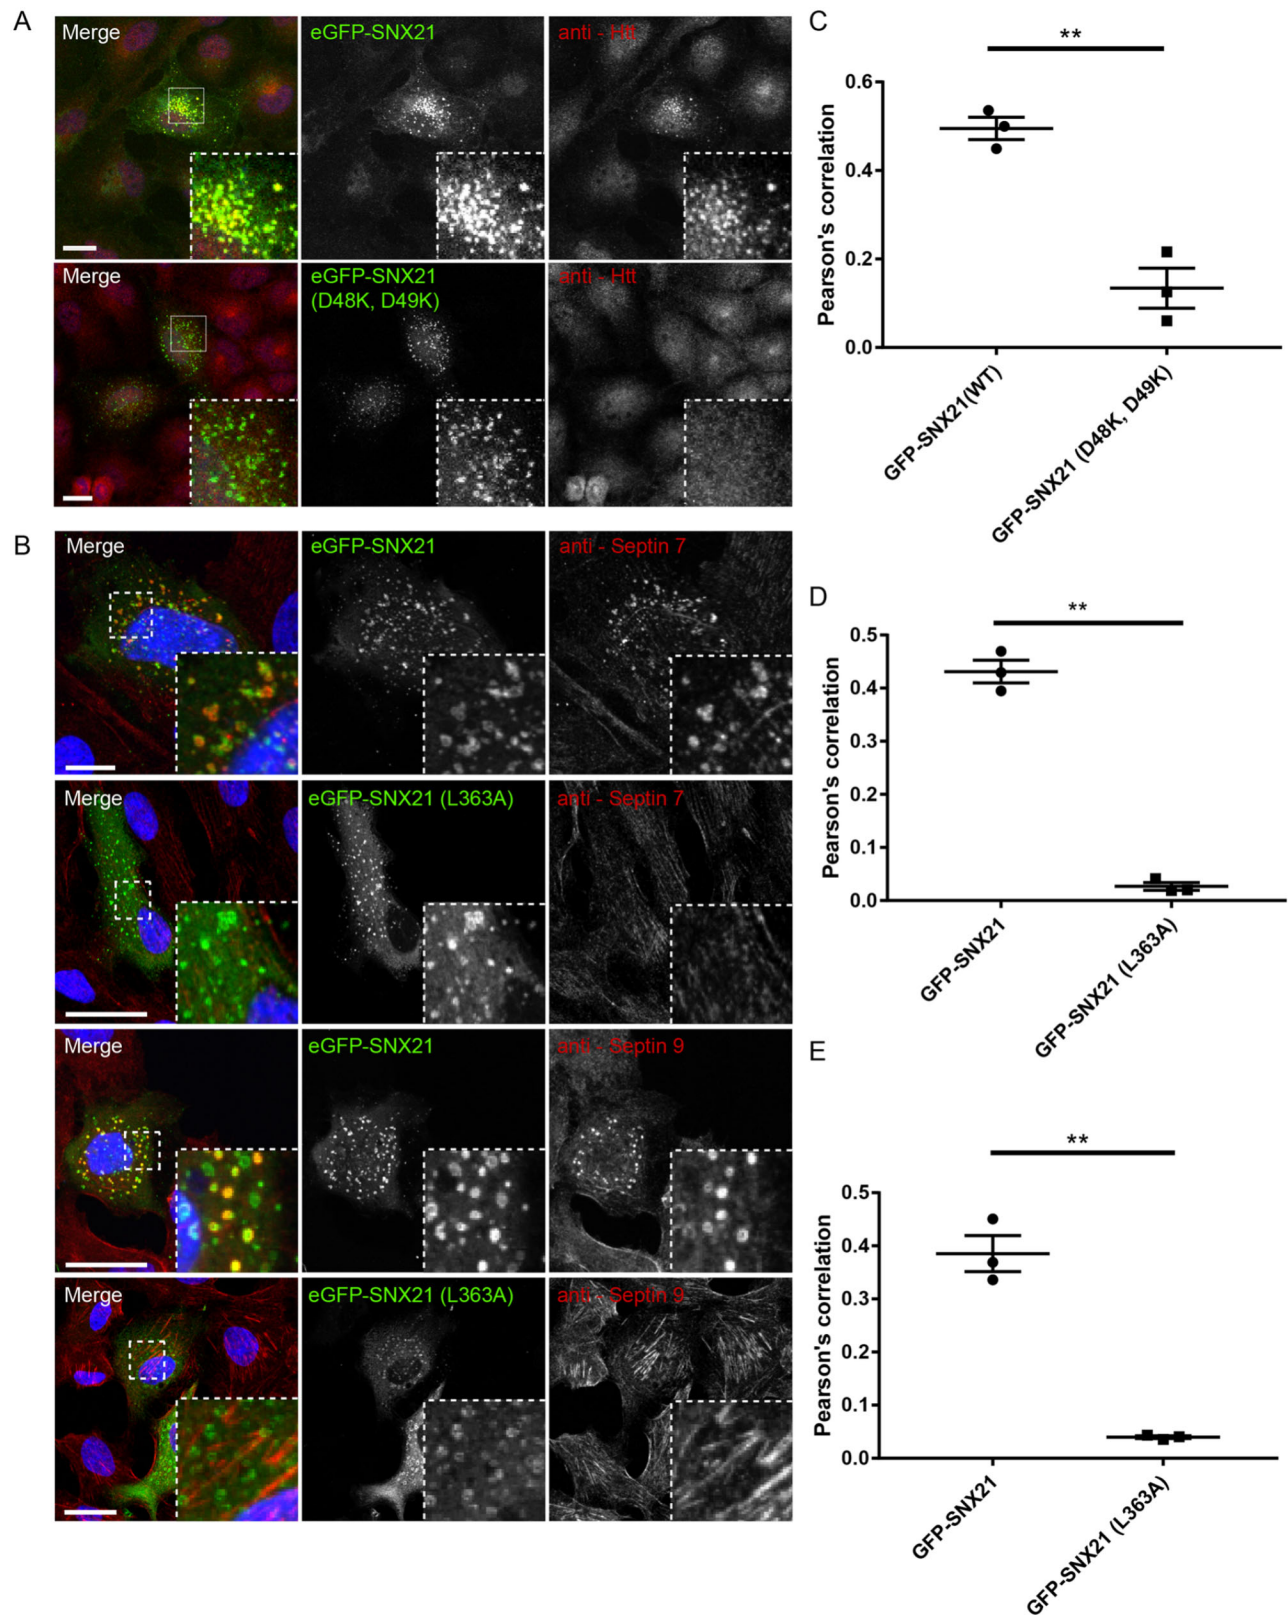 A
Merge
eGFP-SNX21
anti - Htt
Merge
eGFP-SNX21
(D48K, D49K)
anti - Htt
B
Merge
eGFP-SNX21
anti - Septin 7
Merge
eGFP-SNX21 (L363A)
anti - Septin 7
Merge
eGFP-SNX21
anti - Septin 9
Merge
eGFP-SNX21 (L363A)
anti - Septin 9
C
**
Pearson's correlation
0.6
0.4
0.2
0.0
GFP-SNX21(WT)
GFP-SNX21 (D48K, D49K)
D
**
Pearson's correlation
0.5
0.4
0.3
0.2
0.1
0.0
GFP-SNX21
GFP-SNX21 (L363A)
E
**
Pearson's correlation
0.5
0.4
0.3
0.2
0.1
0.0
GFP-SNX21
GFP-SNX21 (L363A)